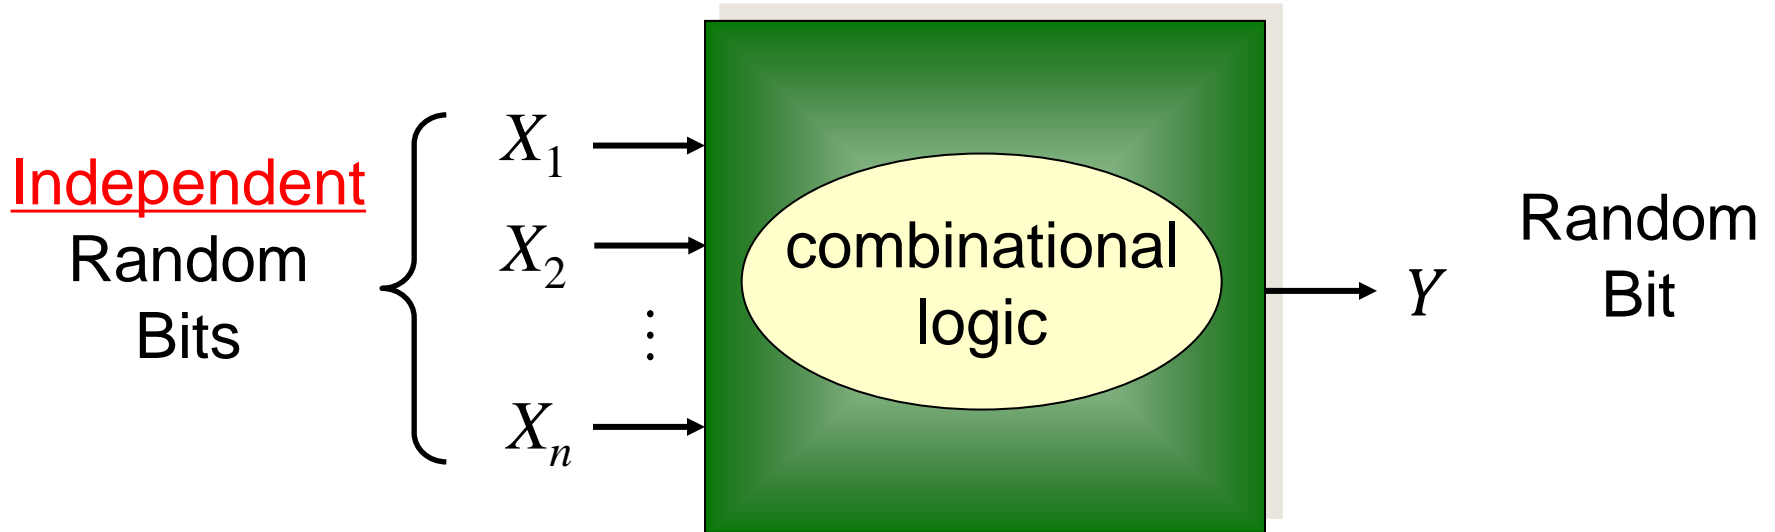 Independent
Random
Bits
X₁
X₂
⋮
Xₙ
combinational
logic
Y
Random
Bit